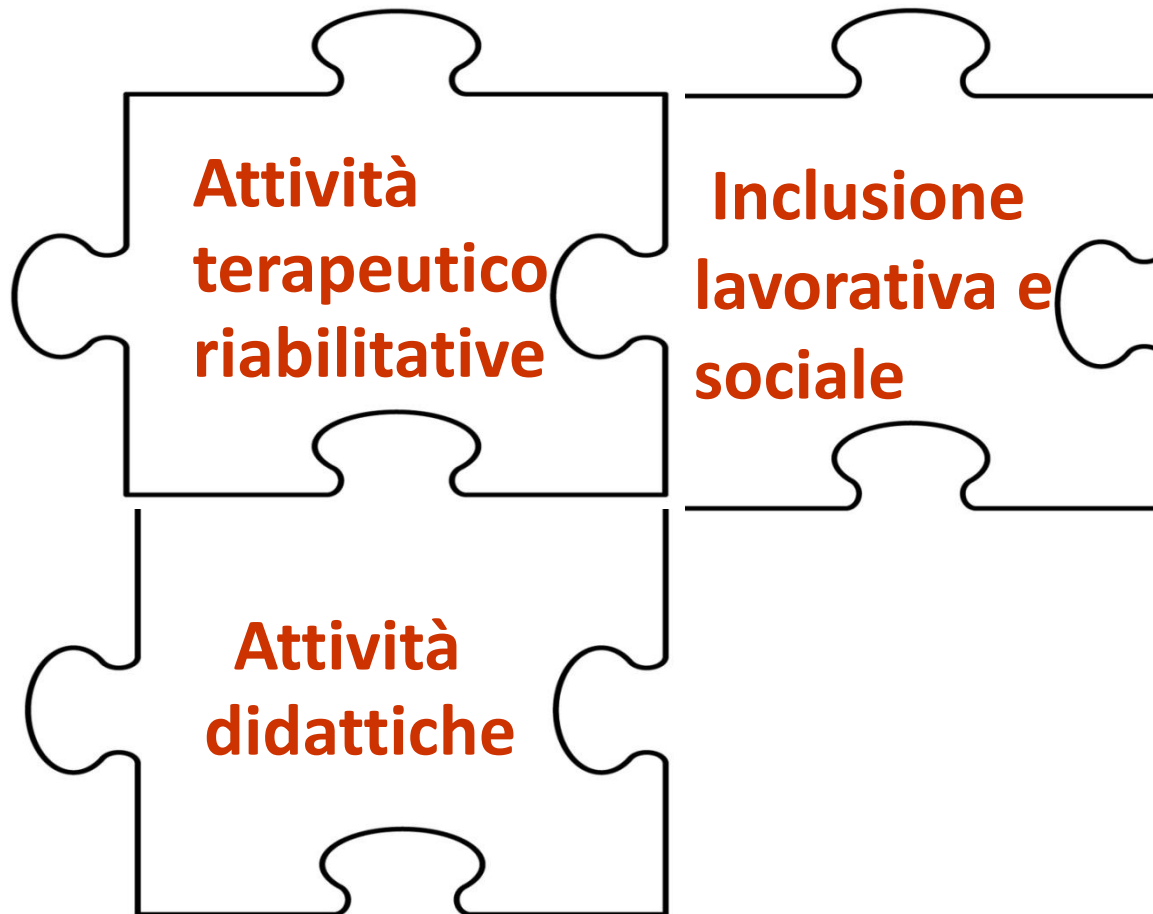 Attività
terapeutico
riabilitative
Inclusione
lavorativa e
sociale
Attività
didattiche